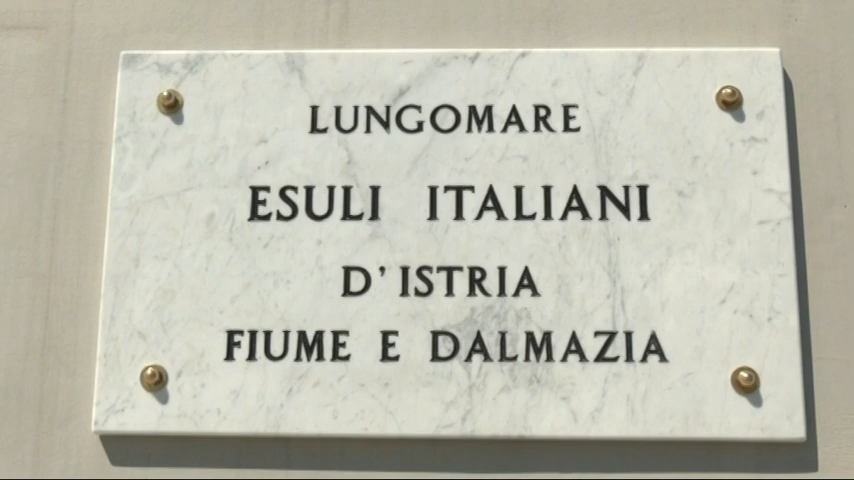 LUNGOMARE
ESULI ITALIANI
D'ISTRIA
FIUME E DALMAZIA